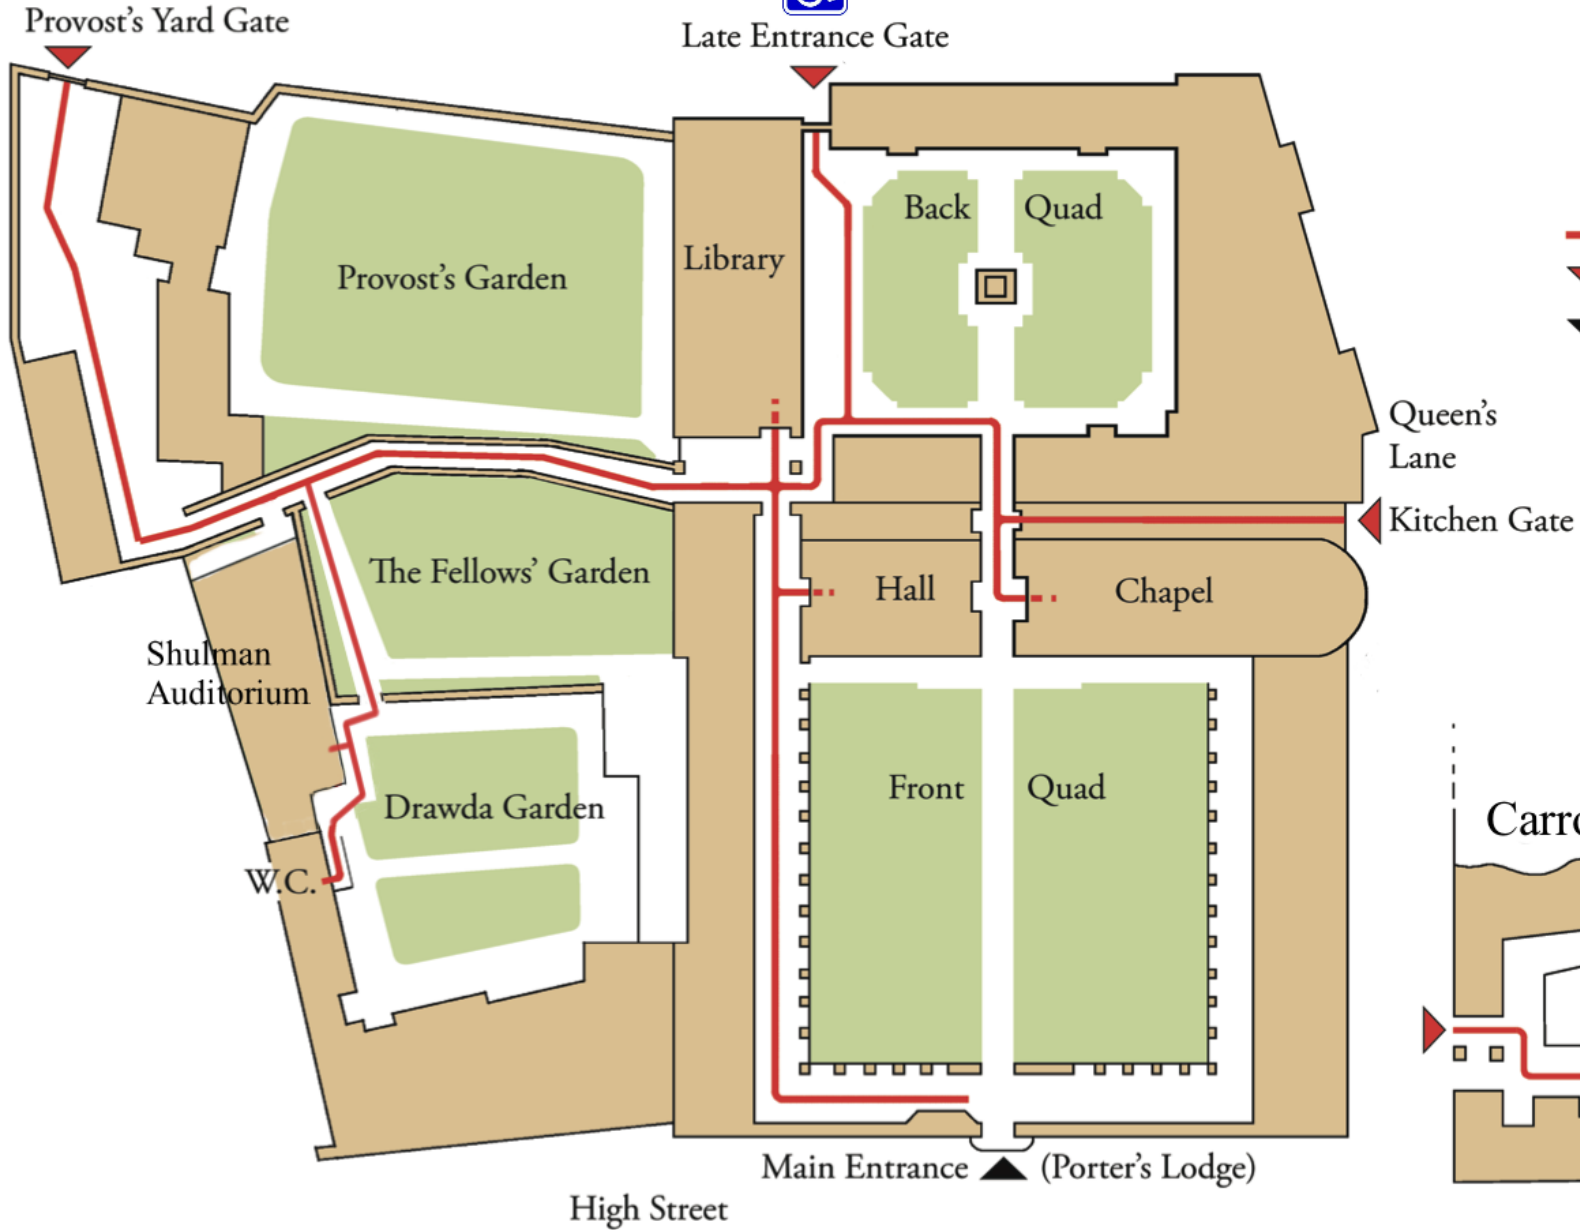 Provost's Yard Gate
Late Entrance Gate
Back Quad
Library
Provost's Garden
Queen's
Lane
Kitchen Gate
The Fellows' Garden
Hall
Chapel
Shulman
Auditorium
Front Quad
Drawda Garden
W.C.
Main Entrance (Porter's Lodge)
High Street